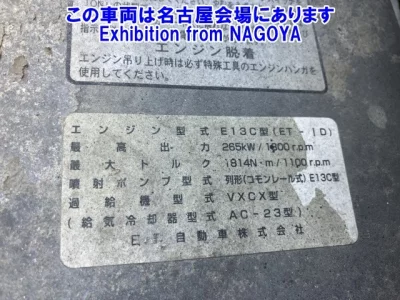 この車両は名古屋会場にあります
Exhibition from NAGOYA
エンジン脱着
エンジン吊り上げ時は必ず特殊工具のエンジンハンガを
使用してください。
エンジン型式 E13C型(ET-ID)
最高出力 265kW/1800r.p.m
最大トルク 1814N・m/1100r.p.m
噴射ポンプ型式 列形(コモンレール式)E13C型
過給機型式 VXCX型
(給気冷却器型式 AC-23型)
自動車株式会社